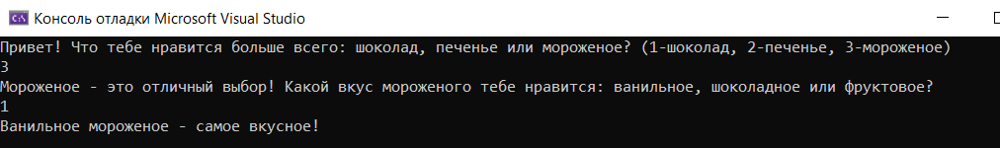 C:\ Консоль отладки Microsoft Visual Studio
Привет! Что тебе нравится больше всего: шоколад, печенье или мороженое? (1-шоколад, 2-печенье, 3-мороженое)
3
Мороженое - это отличный выбор! Какой вкус мороженого тебе нравится: ванильное, шоколадное или фруктовое?
1
Ванильное мороженое - самое вкусное!